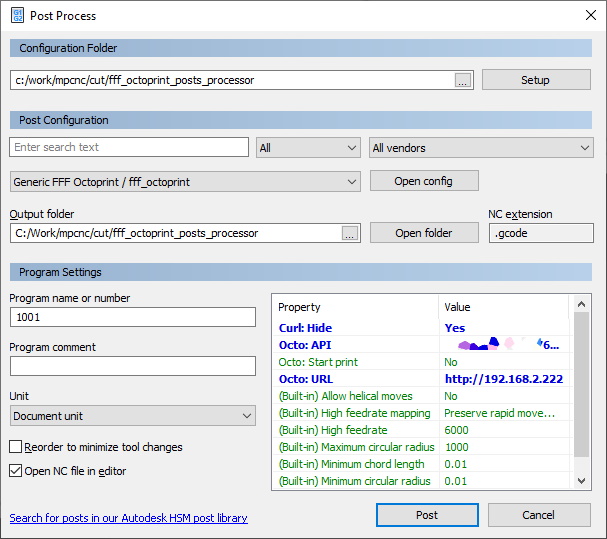 G1
G2
Post Process
Configuration Folder
c:/work/mpcnc/cut/fff_octoprint_posts_processor ... Setup
Post Configuration
Enter search text All All vendors
Generic FFF Octoprint / fff_octoprint Open config
Output folder NC extension
C:/Work/mpcnc/cut/fff_octoprint_posts_processor ... Open folder .gcode
Program Settings
Program name or number
1001
Program comment
Unit
Document unit
Reorder to minimize tool changes
Open NC file in editor
Property Value
Curl: Hide Yes
Octo: API 6...
Octo: Start print No
Octo: URL http://192.168.2.222
(Built-in) Allow helical moves No
(Built-in) High feedrate mapping Preserve rapid move...
(Built-in) High feedrate 6000
(Built-in) Maximum circular radius 1000
(Built-in) Minimum chord length 0.01
(Built-in) Minimum circular radius 0.01
Search for posts in our Autodesk HSM post library Post Cancel